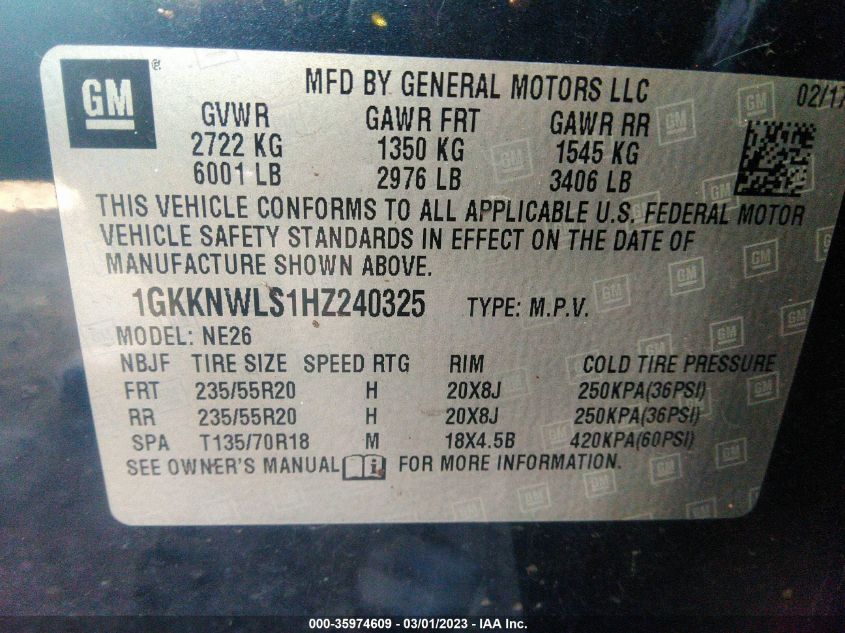 GM
MFD BY GENERAL MOTORS LLC
02/17
GVWR GAWR FRT GAWR RR
2722 KG 1350 KG 1545 KG
6001 LB 2976 LB 3406 LB
THIS VEHICLE CONFORMS TO ALL APPLICABLE U.S. FEDERAL MOTOR
VEHICLE SAFETY STANDARDS IN EFFECT ON THE DATE OF
MANUFACTURE SHOWN ABOVE.
1GKKNWLS1HZ240325 TYPE: M.P.V.
MODEL: NE26
NBJF TIRE SIZE SPEED RTG RIM COLD TIRE PRESSURE
FRT 235/55R20 H 20X8J 250KPA(36PSI)
RR 235/55R20 H 20X8J 250KPA(36PSI)
SPA T135/70R18 M 18X4.5B 420KPA(60PSI)
SEE OWNER'S MANUAL i FOR MORE INFORMATION.
000-35974609 - 03/01/2023 - IAA Inc.